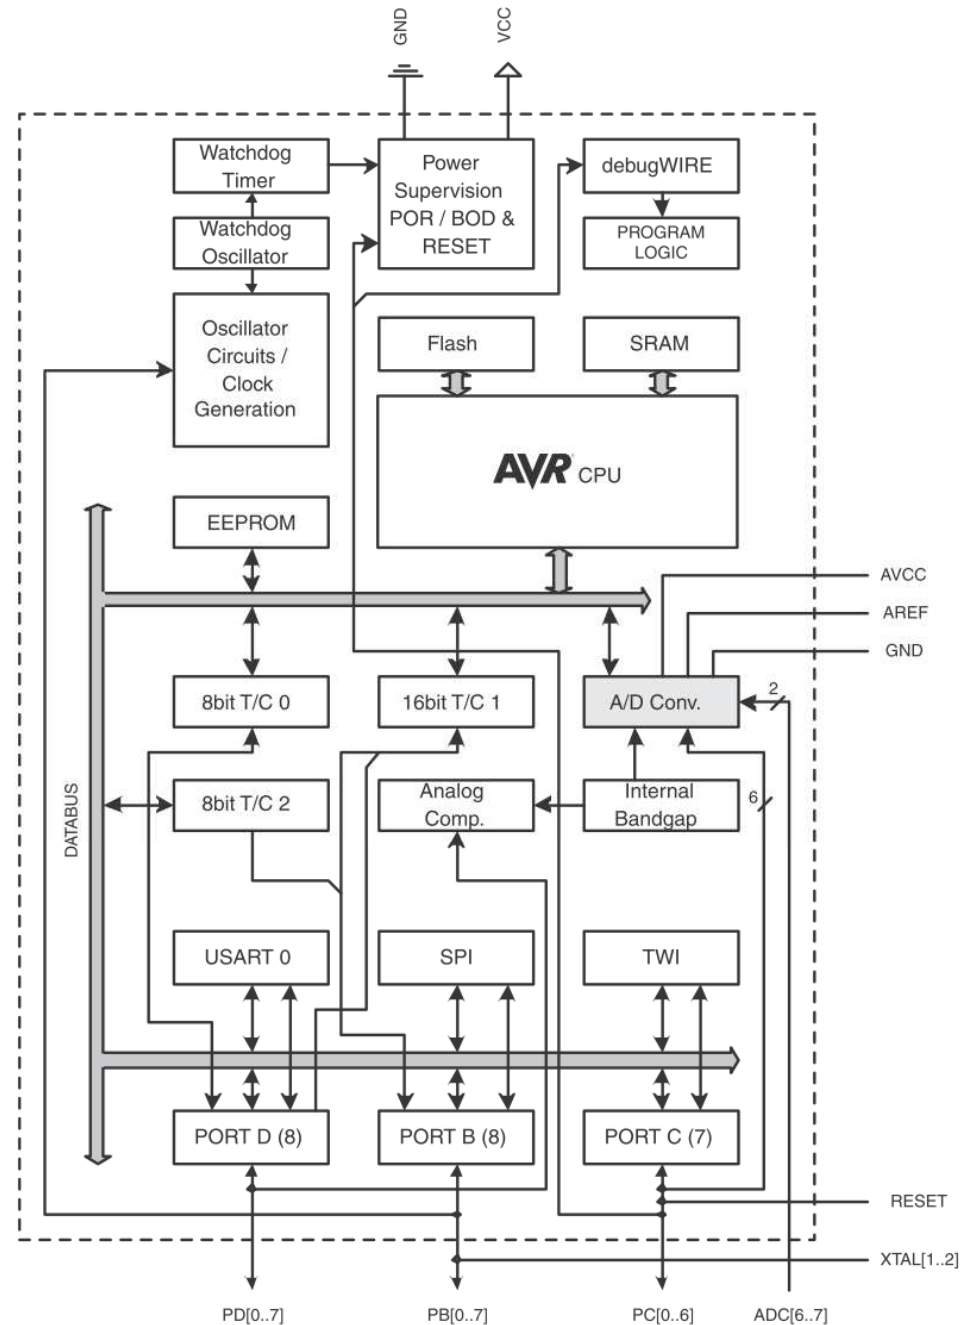 GND
VCC
Watchdog
Timer
Power
Supervision
POR / BOD &
RESET
debugWIRE
Watchdog
Oscillator
PROGRAM
LOGIC
Oscillator
Circuits /
Clock
Generation
Flash
SRAM
AVR CPU
EEPROM
AVCC
AREF
GND
8bit T/C 0
16bit T/C 1
A/D Conv.
2
DATABUS
8bit T/C 2
Analog
Comp.
Internal
Bandgap
6
USART 0
SPI
TWI
PORT D (8)
PORT B (8)
PORT C (7)
RESET
XTAL[1..2]
PD[0..7]
PB[0..7]
PC[0..6]
ADC[6..7]